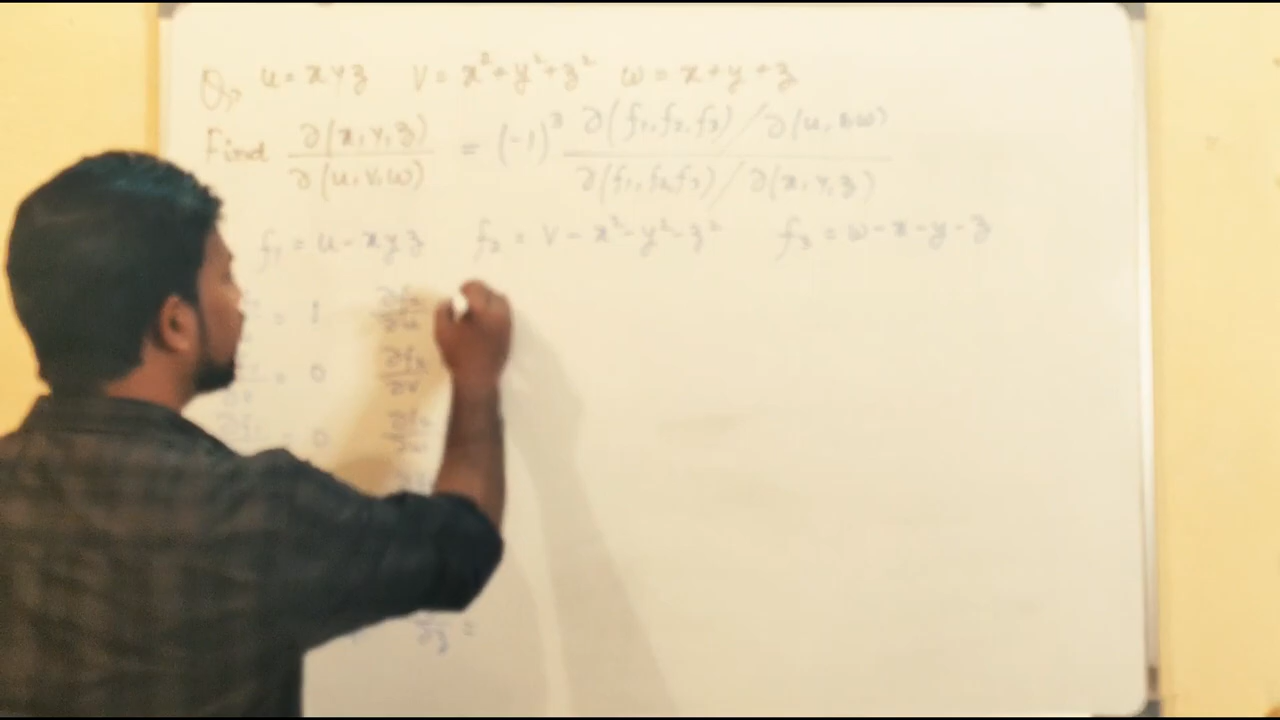 Q, u = xyz v = x² + y² + z² w = x + y + z
Find ∂(x, y, z) / ∂(u, v, w) = (-1)³ ∂(f₁, f₂, f₃) / ∂(u, v, w) / ∂(f₁, f₂, f₃) / ∂(x, y, z)
f₁ = u - xyz f₂ = v - x² - y² - z² f₃ = w - x - y - z
= 1
= 0
= 0